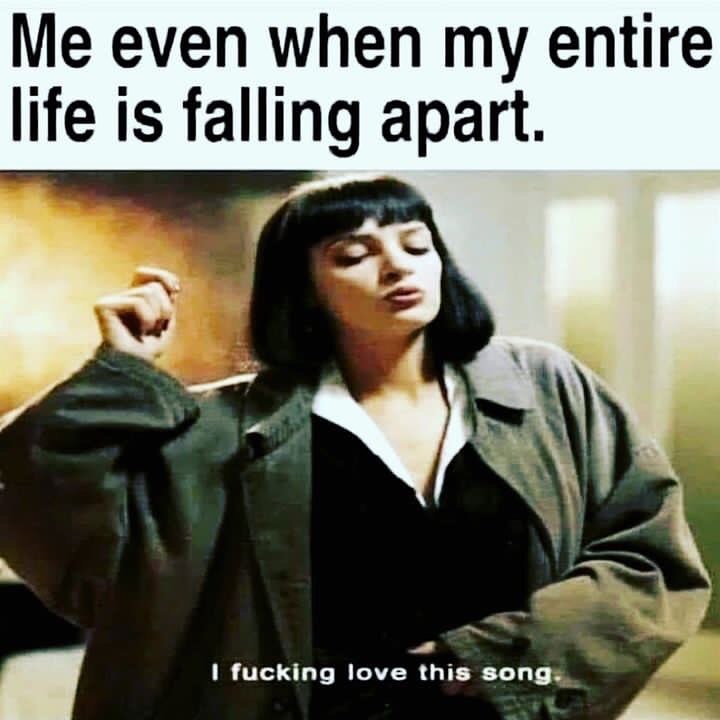 Me even when my entire
life is falling apart.
I fucking love this song.